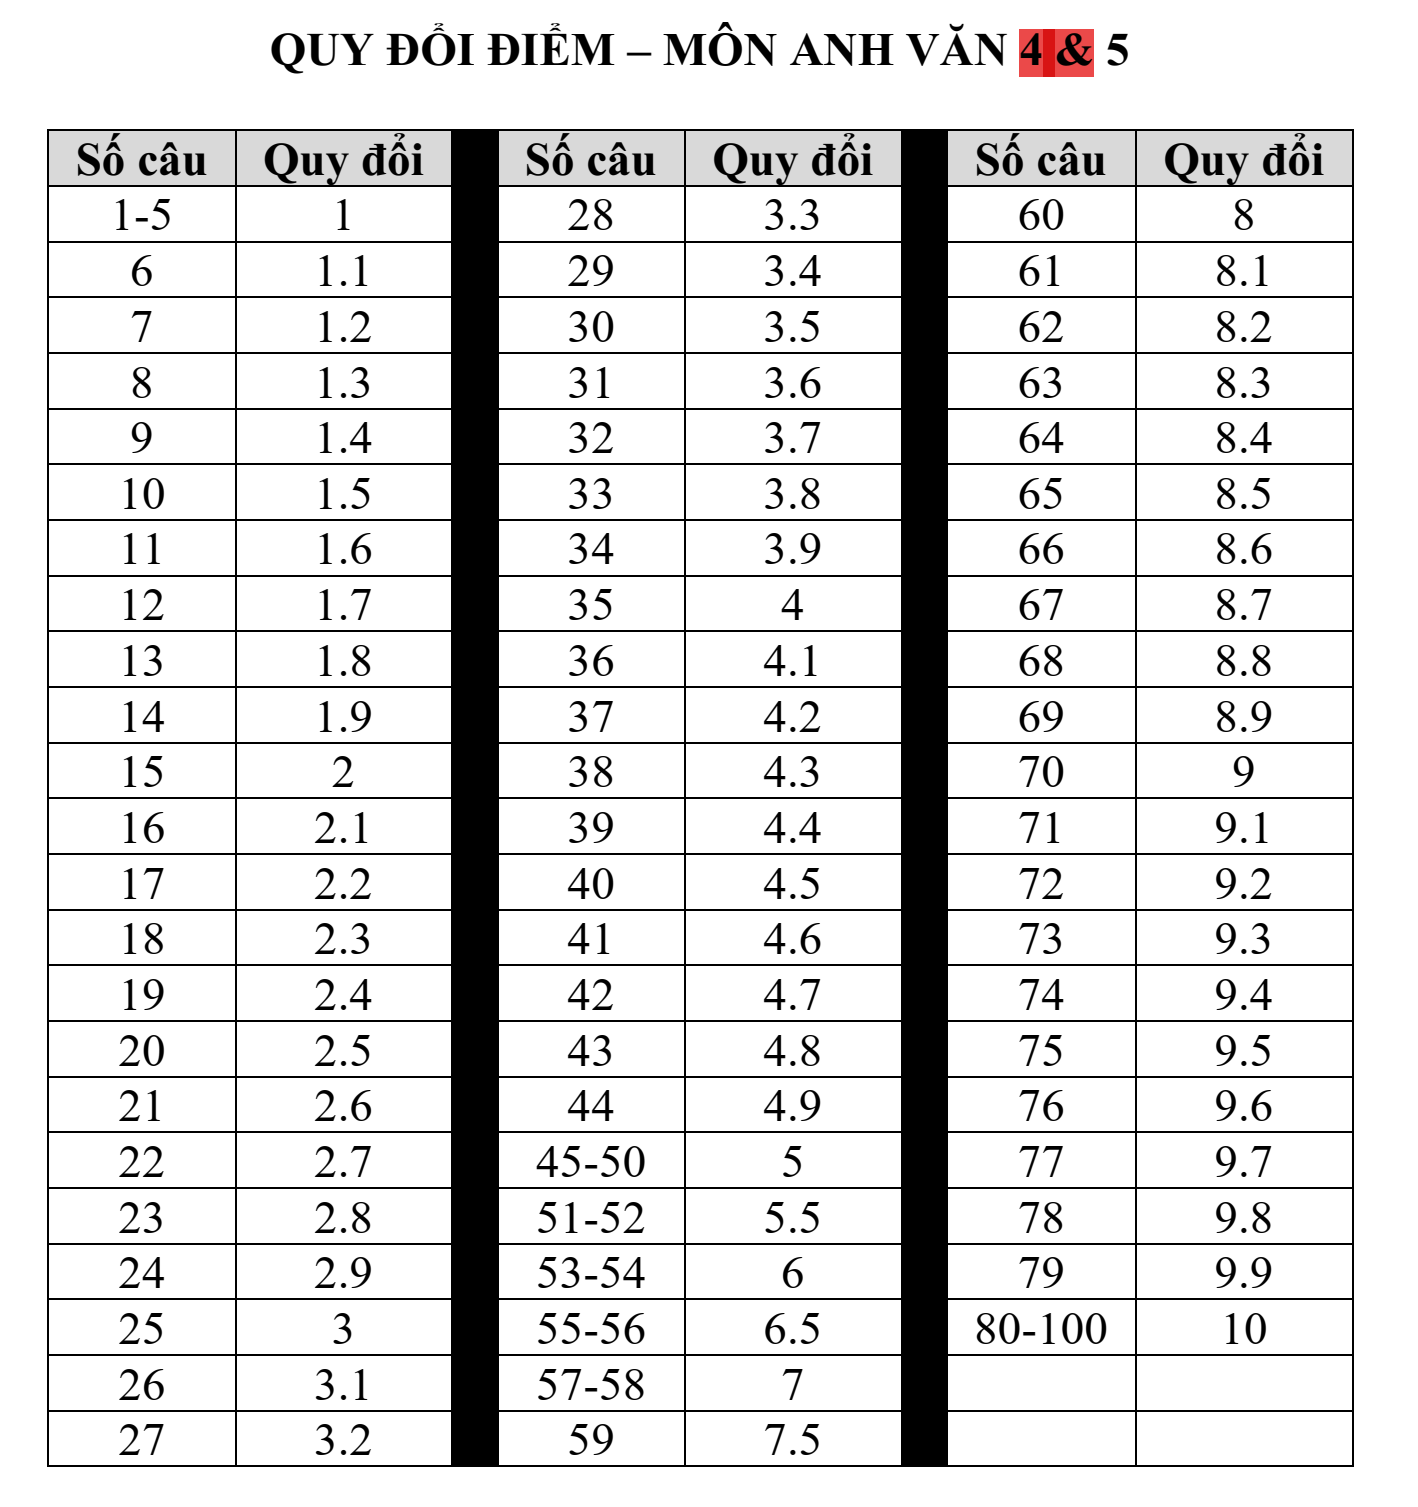 QUY ĐỔI ĐIỂM – MÔN ANH VĂN 4 & 5
Số câu Quy đổi Số câu Quy đổi Số câu Quy đổi
1-5 1 28 3.3 60 8
6 1.1 29 3.4 61 8.1
7 1.2 30 3.5 62 8.2
8 1.3 31 3.6 63 8.3
9 1.4 32 3.7 64 8.4
10 1.5 33 3.8 65 8.5
11 1.6 34 3.9 66 8.6
12 1.7 35 4 67 8.7
13 1.8 36 4.1 68 8.8
14 1.9 37 4.2 69 8.9
15 2 38 4.3 70 9
16 2.1 39 4.4 71 9.1
17 2.2 40 4.5 72 9.2
18 2.3 41 4.6 73 9.3
19 2.4 42 4.7 74 9.4
20 2.5 43 4.8 75 9.5
21 2.6 44 4.9 76 9.6
22 2.7 45-50 5 77 9.7
23 2.8 51-52 5.5 78 9.8
24 2.9 53-54 6 79 9.9
25 3 55-56 6.5 80-100 10
26 3.1 57-58 7
27 3.2 59 7.5